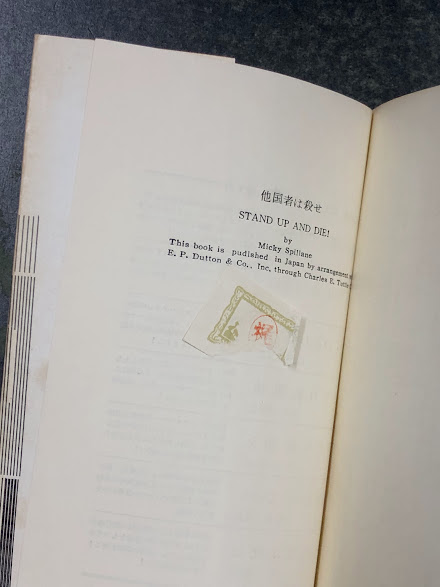 他国者は殺せ
STAND UP AND DIE!
by
Micky Spillane
This book is pudlished in Japan by arrangement
E. P. Dutton & Co., Inc, through Charles E.